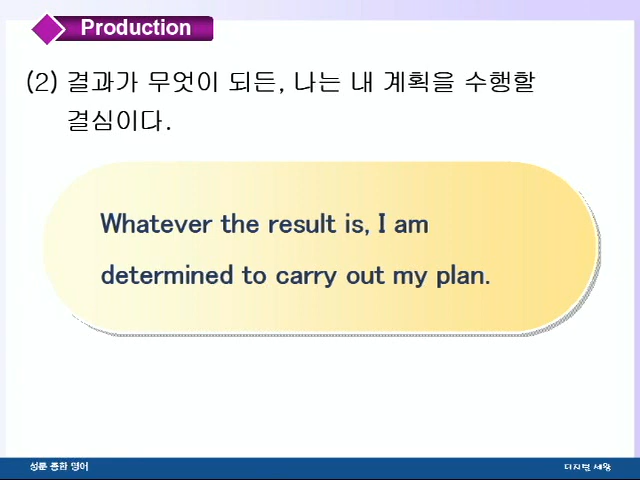 Production
(2) 결과가 무엇이 되든, 나는 내 계획을 수행할
결심이다.
Whatever the result is, I am
determined to carry out my plan.
성문 종합 영어
디지털 세왕